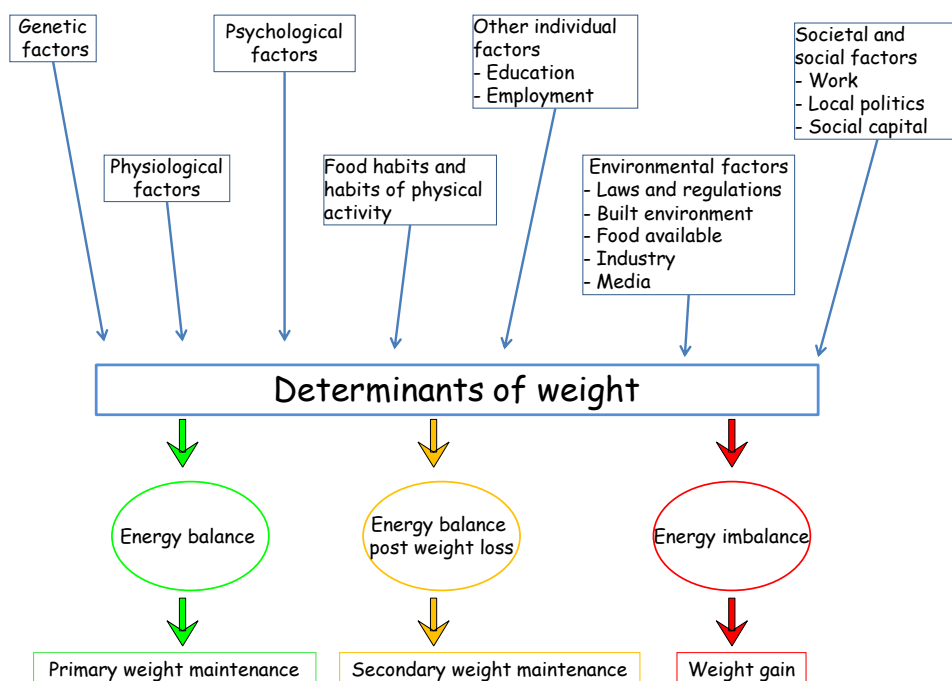 Genetic
factors
Psychological
factors
Other individual
factors
- Education
- Employment
Societal and
social factors
- Work
- Local politics
- Social capital
Physiological
factors
Food habits and
habits of physical
activity
Environmental factors
- Laws and regulations
- Built environment
- Food available
- Industry
- Media
Determinants of weight
Energy balance
Energy balance
post weight loss
Energy imbalance
Primary weight maintenance
Secondary weight maintenance
Weight gain